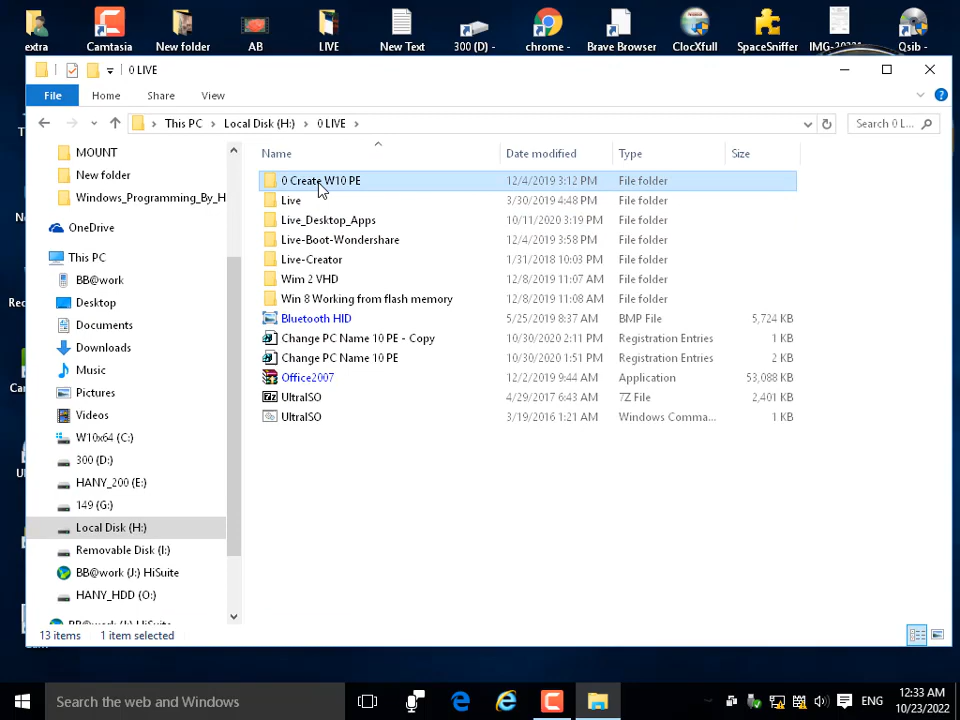 extra
Camtasia
New folder
AB
LIVE
New Text
300 (D) -
chrome -
Brave Browser
ClocXfull
SpaceSniffer
Qsib -
0 LIVE
File
Home
Share
View
This PC
Local Disk (H:)
0 LIVE
Search 0 L...
MOUNT
New folder
Windows_Programming_By_H
OneDrive
This PC
BB@work
Desktop
Documents
Downloads
Music
Pictures
Videos
W10x64 (C:)
300 (D:)
HANY_200 (E:)
149 (G:)
Local Disk (H:)
Removable Disk (I:)
BB@work (J:) HiSuite
HANY_HDD (O:)
Name Date modified Type Size
0 Create W10 PE 12/4/2019 3:12 PM File folder
Live 3/30/2019 4:48 PM File folder
Live_Desktop_Apps 10/11/2020 3:19 PM File folder
Live-Boot-Wondershare 12/4/2019 3:58 PM File folder
Live-Creator 1/31/2018 10:03 PM File folder
Wim 2 VHD 12/8/2019 11:07 AM File folder
Win 8 Working from flash memory 12/8/2019 11:08 AM File folder
Bluetooth HID 5/25/2019 8:37 AM BMP File 5,724 KB
Change PC Name 10 PE - Copy 10/30/2020 2:11 PM Registration Entries 1 KB
Change PC Name 10 PE 10/30/2020 1:51 PM Registration Entries 2 KB
Office2007 12/2/2019 9:44 AM Application 53,088 KB
UltraISO 4/29/2017 6:43 AM 7Z File 2,401 KB
UltraISO 3/19/2016 1:21 AM Windows Comma... 1 KB
13 items 1 item selected
Search the web and Windows
ENG
12:33 AM
10/23/2022